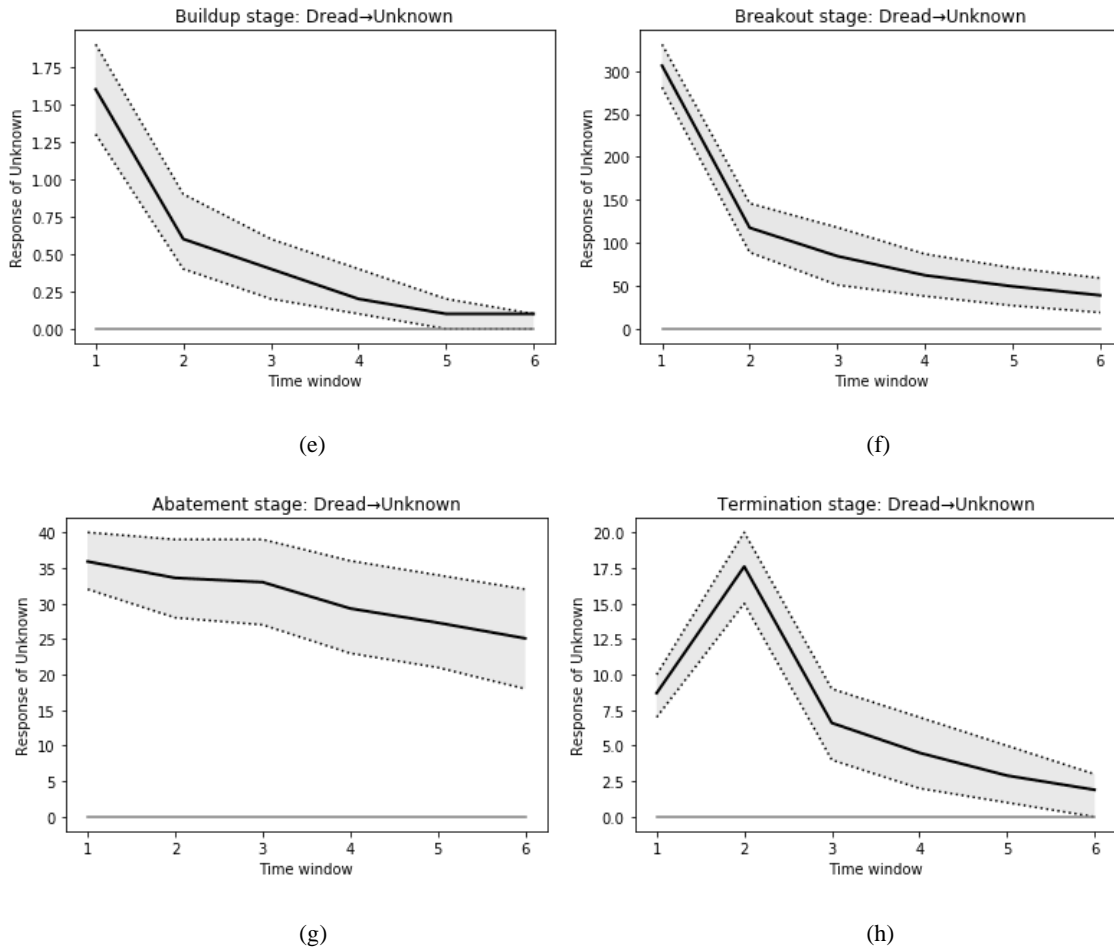 Buildup stage: Dread→Unknown
Response of Unknown
1.75
1.50
1.25
1.00
0.75
0.50
0.25
0.00
1 2 3 4 5 6
Time window
(e)
Breakout stage: Dread→Unknown
Response of Unknown
300
250
200
150
100
50
0
1 2 3 4 5 6
Time window
(f)
Abatement stage: Dread→Unknown
Response of Unknown
40
35
30
25
20
15
10
5
0
1 2 3 4 5 6
Time window
(g)
Termination stage: Dread→Unknown
Response of Unknown
20.0
17.5
15.0
12.5
10.0
7.5
5.0
2.5
0.0
1 2 3 4 5 6
Time window
(h)